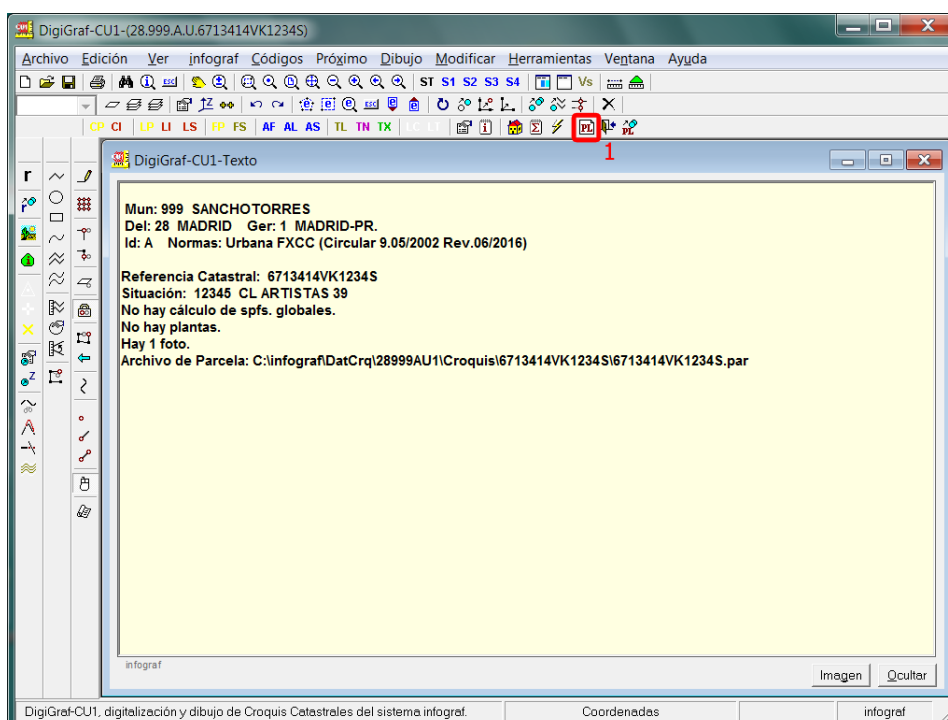 DigiGraf-CU1-(28.999.A.U.6713414VK1234S)
Archivo Edición Ver infograf Códigos Próximo Dibujo Modificar Herramientas Ventana Ayuda
ST S1 S2 S3 S4 Vs
CP CI LP LI LS FP FS AF AL AS TL TN TX LC LT PL PL
1
DigiGraf-CU1-Texto
r
Mun: 999 SANCHOTORRES
Del: 28 MADRID Ger: 1 MADRID-PR.
Id: A Normas: Urbana FXCC (Circular 9.05/2002 Rev.06/2016)
Referencia Catastral: 6713414VK1234S
Situación: 12345 CL ARTISTAS 39
No hay cálculo de spfs. globales.
No hay plantas.
Hay 1 foto.
Archivo de Parcela: C:\infograf\DatCrq\28999AU1\Croquis\6713414VK1234S\6713414VK1234S.par
infograf
Imagen Ocultar
DigiGraf-CU1, digitalización y dibujo de Croquis Catastrales del sistema infograf. Coordenadas infograf